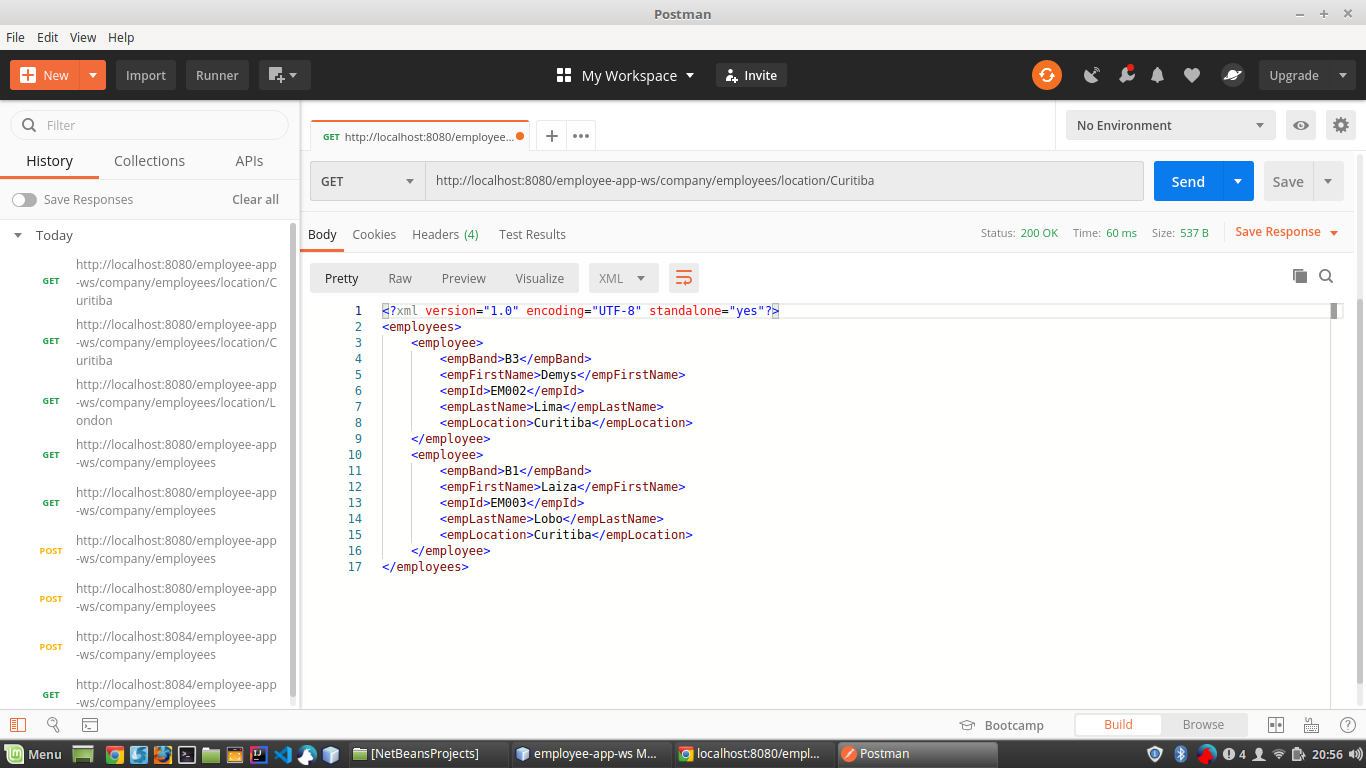 Postman
File Edit View Help
New Import Runner My Workspace Invite Upgrade
Filter
History Collections APIs
Save Responses Clear all
Today
GET http://localhost:8080/employee-app
-ws/company/employees/location/C
uritiba
GET http://localhost:8080/employee-app
-ws/company/employees/location/C
uritiba
GET http://localhost:8080/employee-app
-ws/company/employees/location/L
ondon
GET http://localhost:8080/employee-app
-ws/company/employees
GET http://localhost:8080/employee-app
-ws/company/employees
POST http://localhost:8080/employee-app
-ws/company/employees
POST http://localhost:8080/employee-app
-ws/company/employees
POST http://localhost:8084/employee-app
-ws/company/employees
GET http://localhost:8084/employee-app
-ws/company/employees
GET http://localhost:8080/employee... No Environment
GET http://localhost:8080/employee-app-ws/company/employees/location/Curitiba Send Save
Body Cookies Headers (4) Test Results Status: 200 OK Time: 60 ms Size: 537 B Save Response
Pretty Raw Preview Visualize XML
1 <?xml version="1.0" encoding="UTF-8" standalone="yes"?>
2 <employees>
3 <employee>
4 <empBand>B3</empBand>
5 <empFirstName>Demys</empFirstName>
6 <empId>EM002</empId>
7 <empLastName>Lima</empLastName>
8 <empLocation>Curitiba</empLocation>
9 </employee>
10 <employee>
11 <empBand>B1</empBand>
12 <empFirstName>Laiza</empFirstName>
13 <empId>EM003</empId>
14 <empLastName>Lobo</empLastName>
15 <empLocation>Curitiba</empLocation>
16 </employee>
17 </employees>
Bootcamp Build Browse
Menu [NetBeansProjects] employee-app-ws M... localhost:8080/empl... Postman 4 20:56